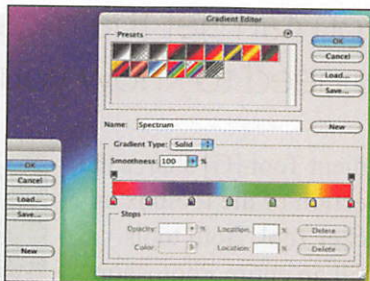 Gradient Editor
Presets
OK
Cancel
Load...
Save...
Name: Spectrum
New
Gradient Type: Solid
Smoothness: 100 %
Stops
Opacity: % Location: % Delete
Color: Location: % Delete
OK
Cancel
Load...
Save...
New